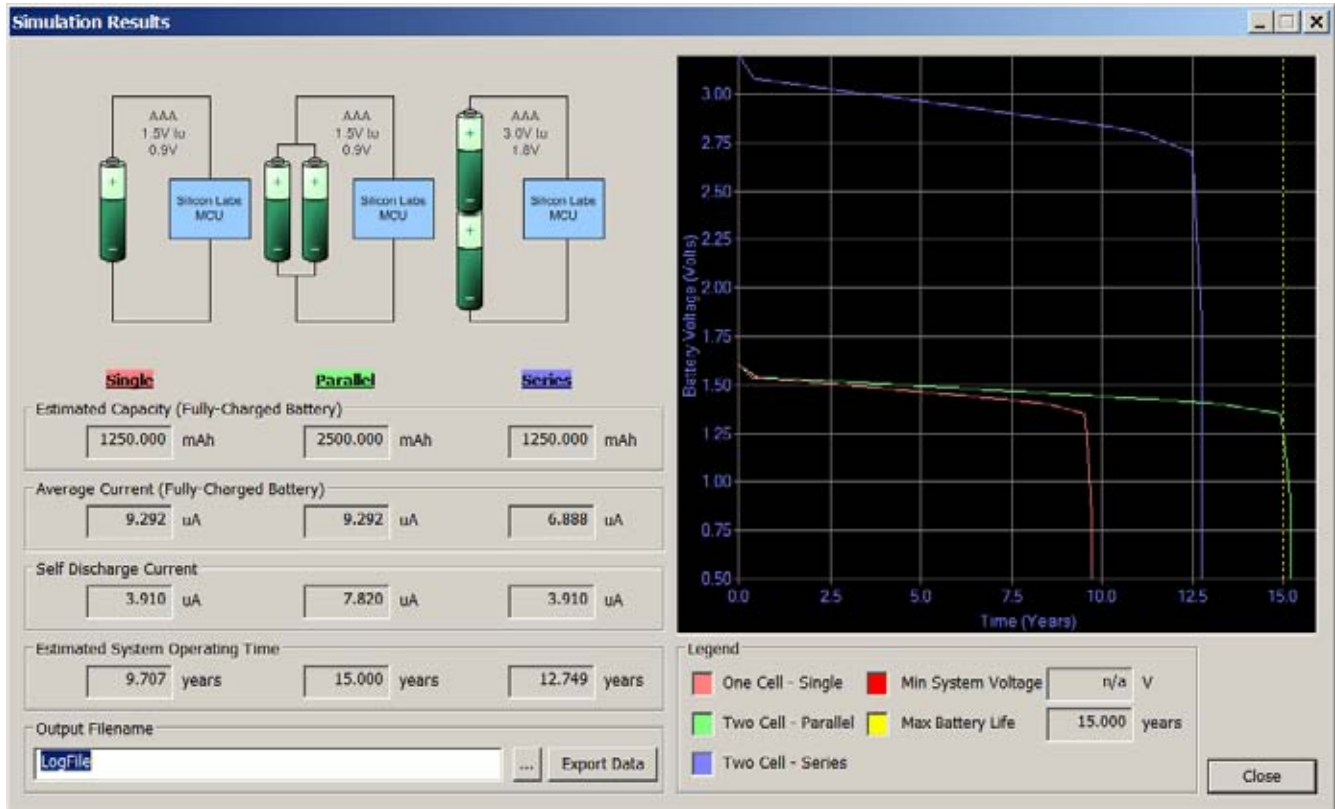 Simulation Results
AAA
1.5V to
0.9V
+
-
Silicon Labs
MCU
AAA
1.5V to
0.9V
+ +
- -
Silicon Labs
MCU
AAA
3.0V to
1.8V
+
-
+
-
Silicon Labs
MCU
Single Parallel Series
Estimated Capacity (Fully-Charged Battery)
1250.000 mAh 2500.000 mAh 1250.000 mAh
Average Current (Fully-Charged Battery)
9.292 uA 9.292 uA 6.888 uA
Self Discharge Current
3.910 uA 7.820 uA 3.910 uA
Estimated System Operating Time
9.707 years 15.000 years 12.749 years
Output Filename
LogFile ... Export Data
Battery Voltage (Volts)
3.00
2.75
2.50
2.25
2.00
1.75
1.50
1.25
1.00
0.75
0.50
0.0 2.5 5.0 7.5 10.0 12.5 15.0
Time (Years)
Legend
One Cell - Single Min System Voltage n/a V
Two Cell - Parallel Max Battery Life 15.000 years
Two Cell - Series
Close